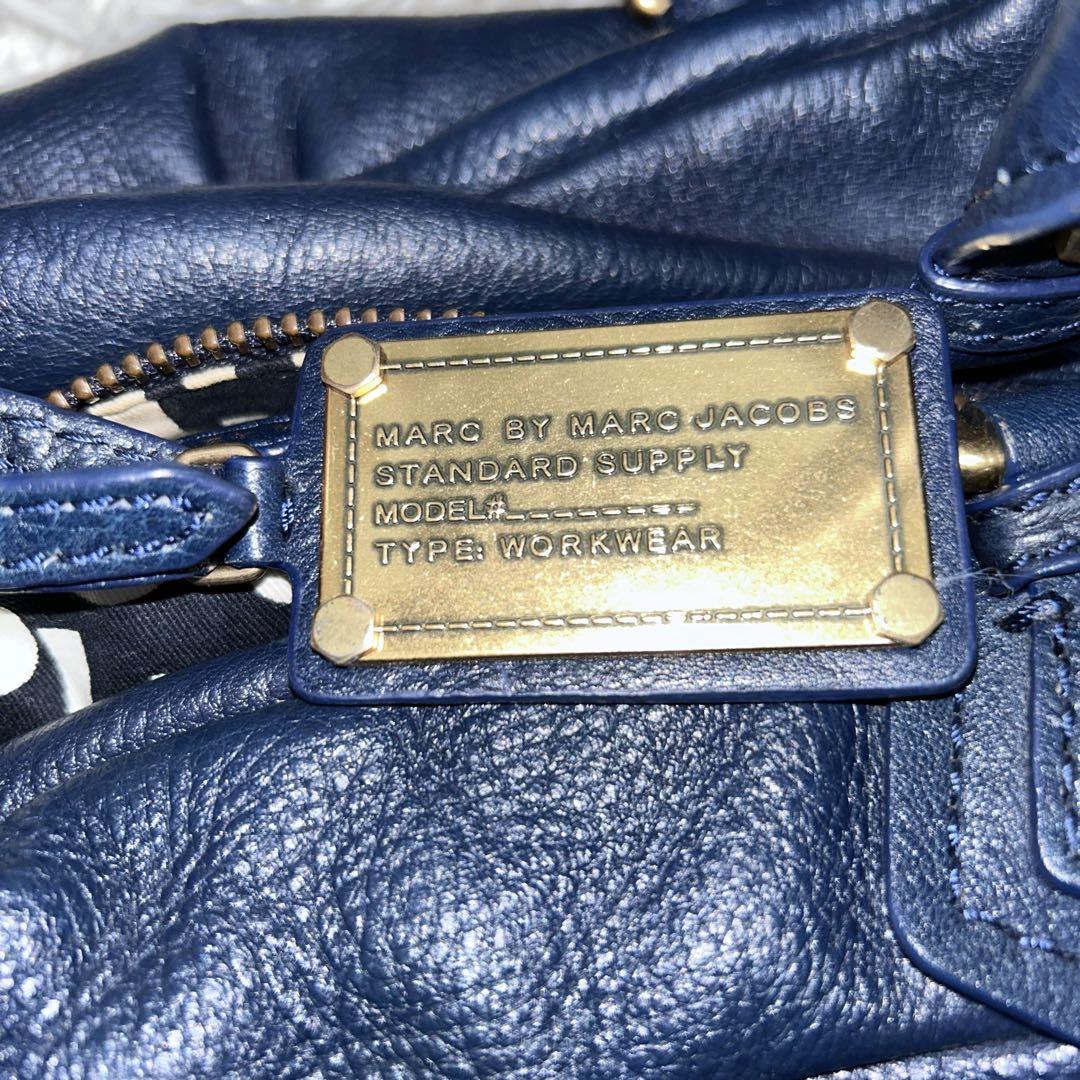 MARC BY MARC JACOBS
STANDARD SUPPLY
MODEL#_ _ _ _ _ _ _ _
TYPE: WORKWEAR